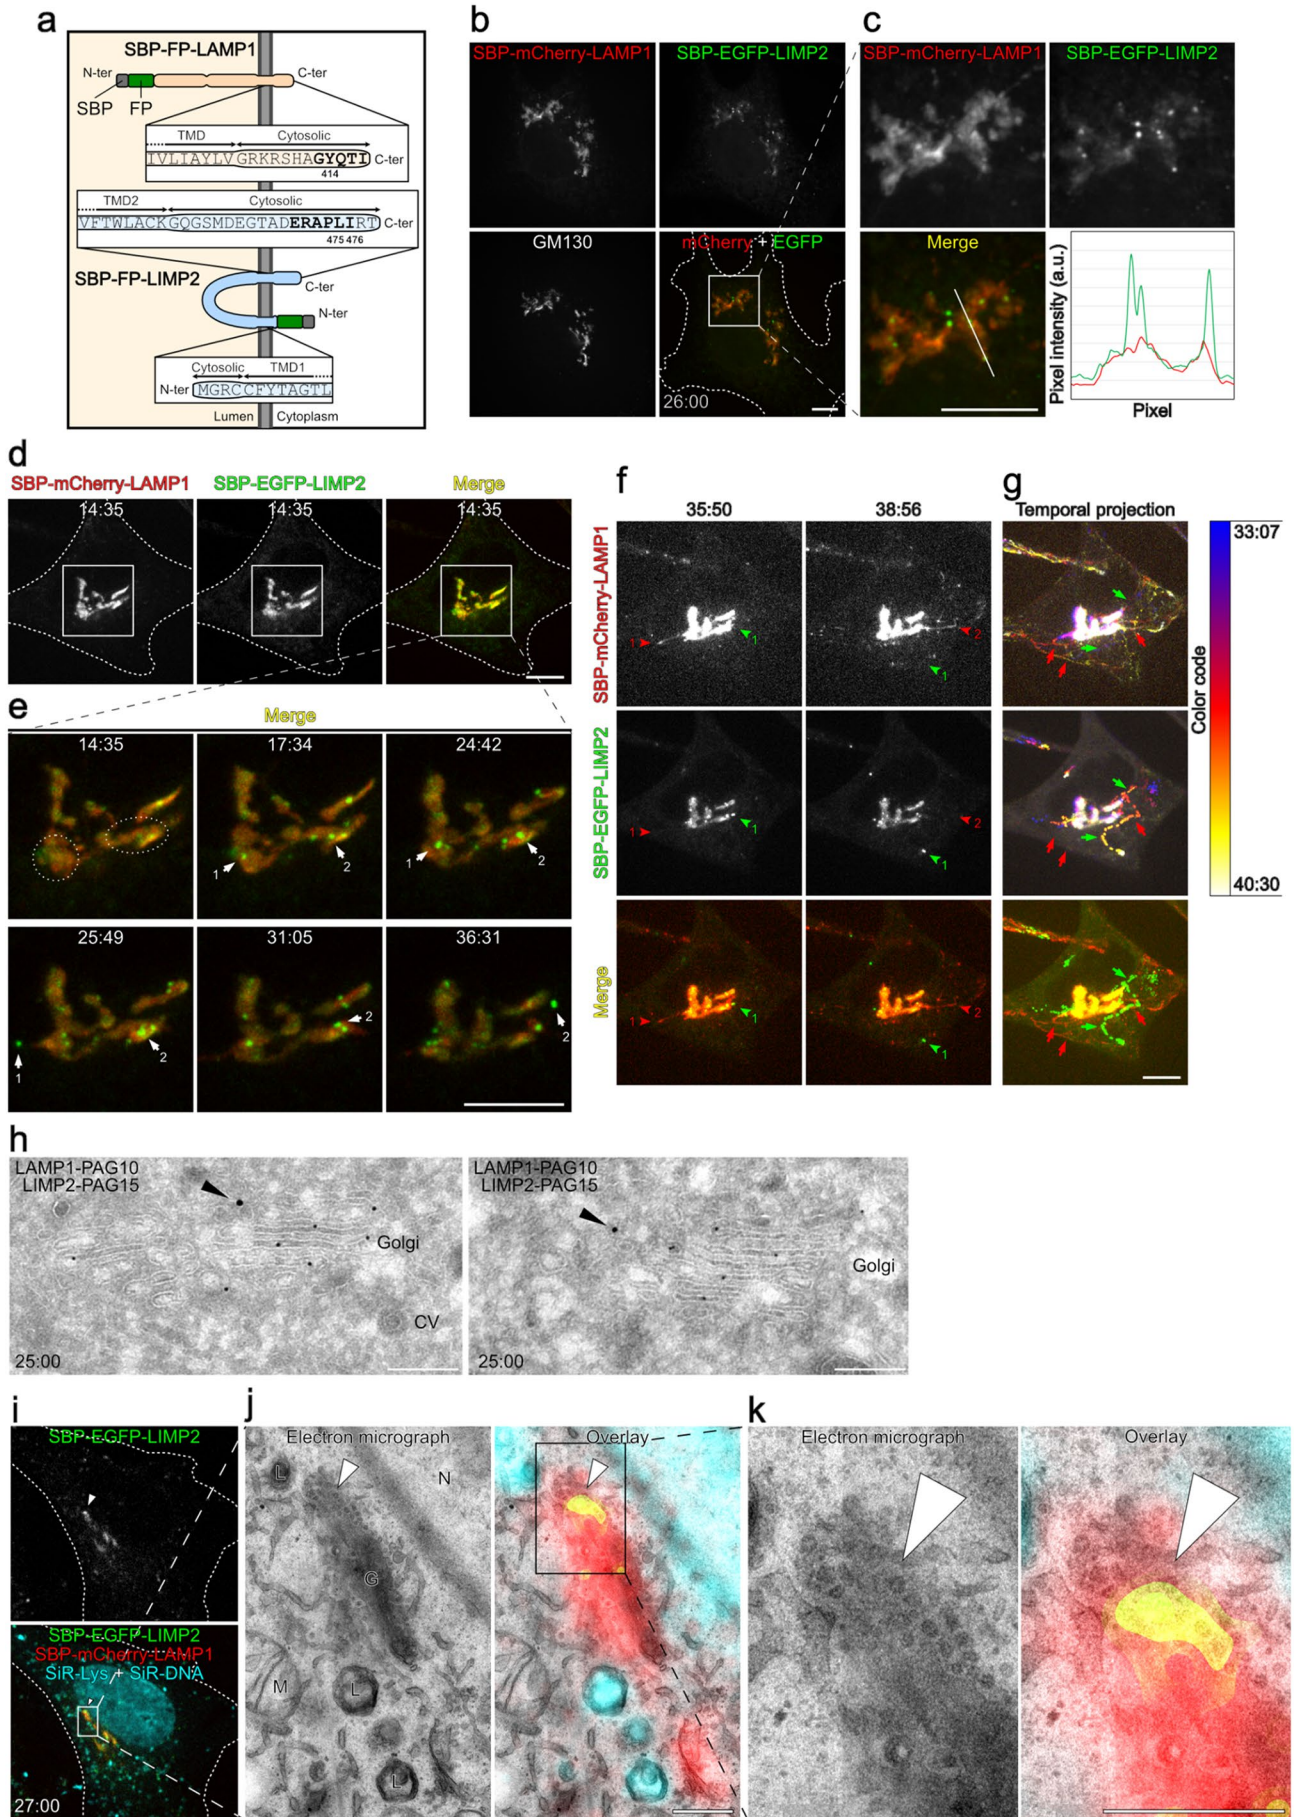 a
SBP-FP-LAMP1
N-ter
C-ter
SBP
FP
TMD
Cytosolic
IVLIAYLVGRKRSHAGYQTI
C-ter
414
TMD2
Cytosolic
VFTWLACKGQGSMDEGTADERAPLIRT
C-ter
475 476
SBP-FP-LIMP2
C-ter
N-ter
Cytosolic
TMD1
N-ter
MGRCCFYTAGTL
Lumen
Cytoplasm
b
SBP-mCherry-LAMP1
SBP-EGFP-LIMP2
GM130
mCherry + EGFP
26:00
c
SBP-mCherry-LAMP1
SBP-EGFP-LIMP2
Merge
Pixel intensity (a.u.)
Pixel
d
SBP-mCherry-LAMP1
SBP-EGFP-LIMP2
Merge
14:35
14:35
14:35
e
Merge
14:35
17:34
24:42
1
2
1
2
25:49
31:05
36:31
1
2
2
2
f
35:50
38:56
SBP-mCherry-LAMP1
1
1
2
1
SBP-EGFP-LIMP2
1
1
2
1
Merge
1
1
2
1
g
Temporal projection
Color code
33:07
40:30
h
LAMP1-PAG10
LIMP2-PAG15
Golgi
CV
25:00
LAMP1-PAG10
LIMP2-PAG15
Golgi
25:00
i
SBP-EGFP-LIMP2
SBP-EGFP-LIMP2
SBP-mCherry-LAMP1
SiR-Lys + SiR-DNA
27:00
j
Electron micrograph
L
N
G
M
L
L
Overlay
k
Electron micrograph
Overlay